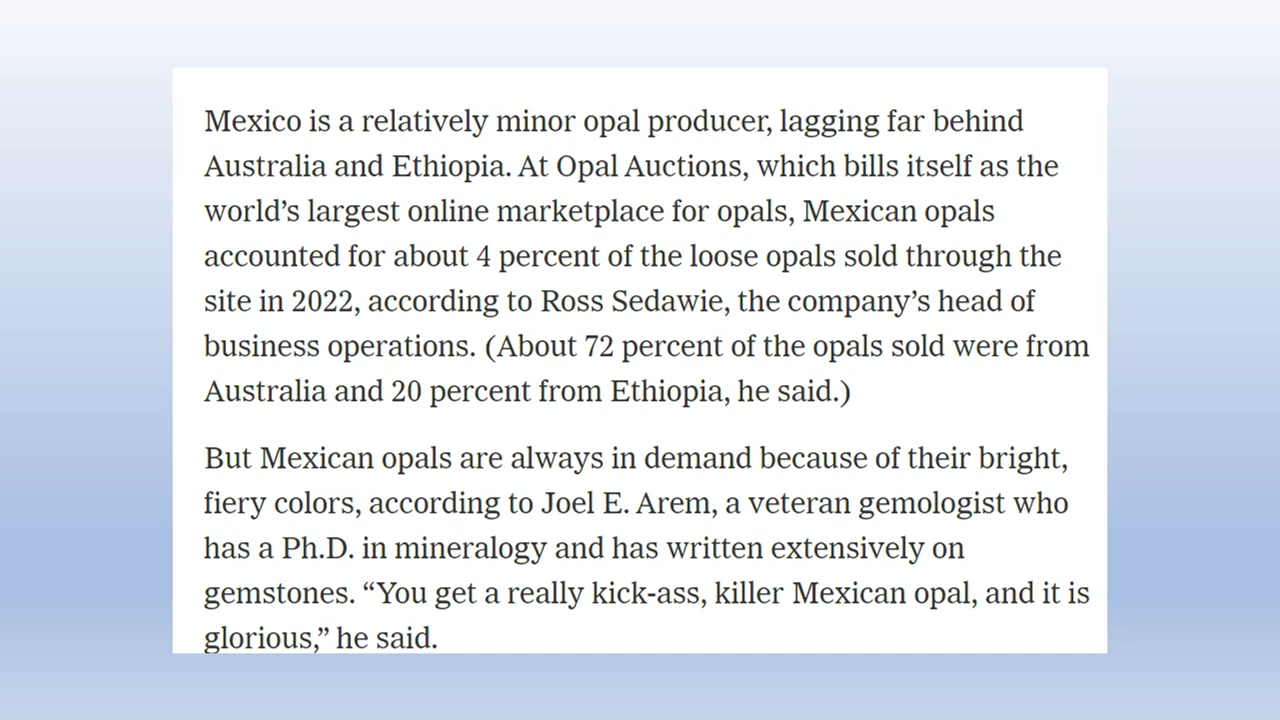 Mexico is a relatively minor opal producer, lagging far behind
Australia and Ethiopia. At Opal Auctions, which bills itself as the
world’s largest online marketplace for opals, Mexican opals
accounted for about 4 percent of the loose opals sold through the
site in 2022, according to Ross Sedawie, the company’s head of
business operations. (About 72 percent of the opals sold were from
Australia and 20 percent from Ethiopia, he said.)
But Mexican opals are always in demand because of their bright,
fiery colors, according to Joel E. Arem, a veteran gemologist who
has a Ph.D. in mineralogy and has written extensively on
gemstones. “You get a really kick-ass, killer Mexican opal, and it is
glorious,” he said.